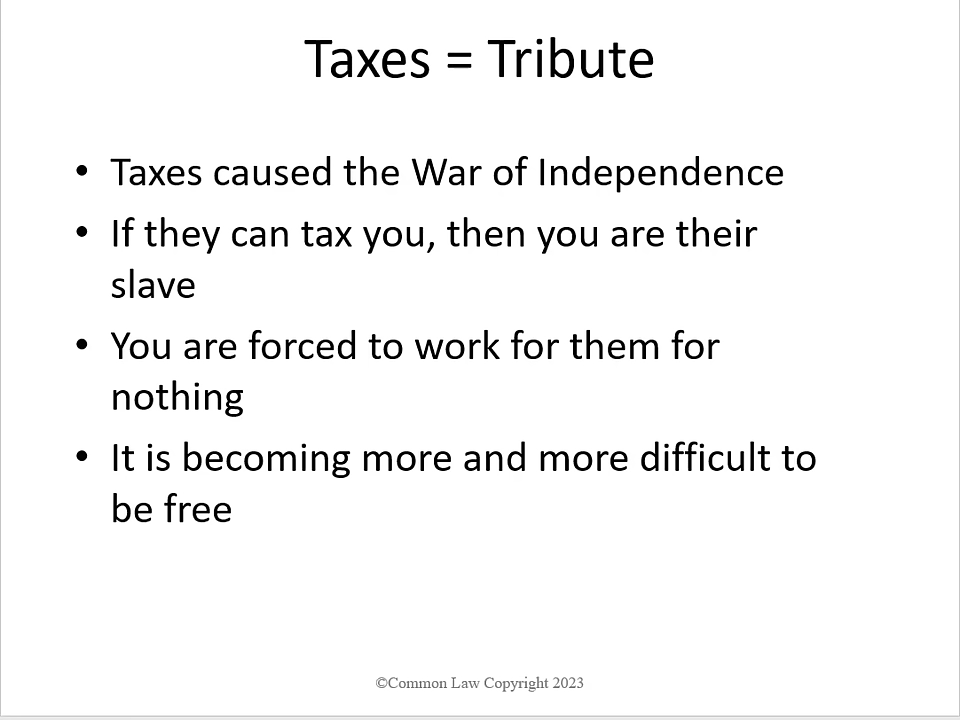 Taxes = Tribute
• Taxes caused the War of Independence
• If they can tax you, then you are their
slave
• You are forced to work for them for
nothing
• It is becoming more and more difficult to
be free
©Common Law Copyright 2023